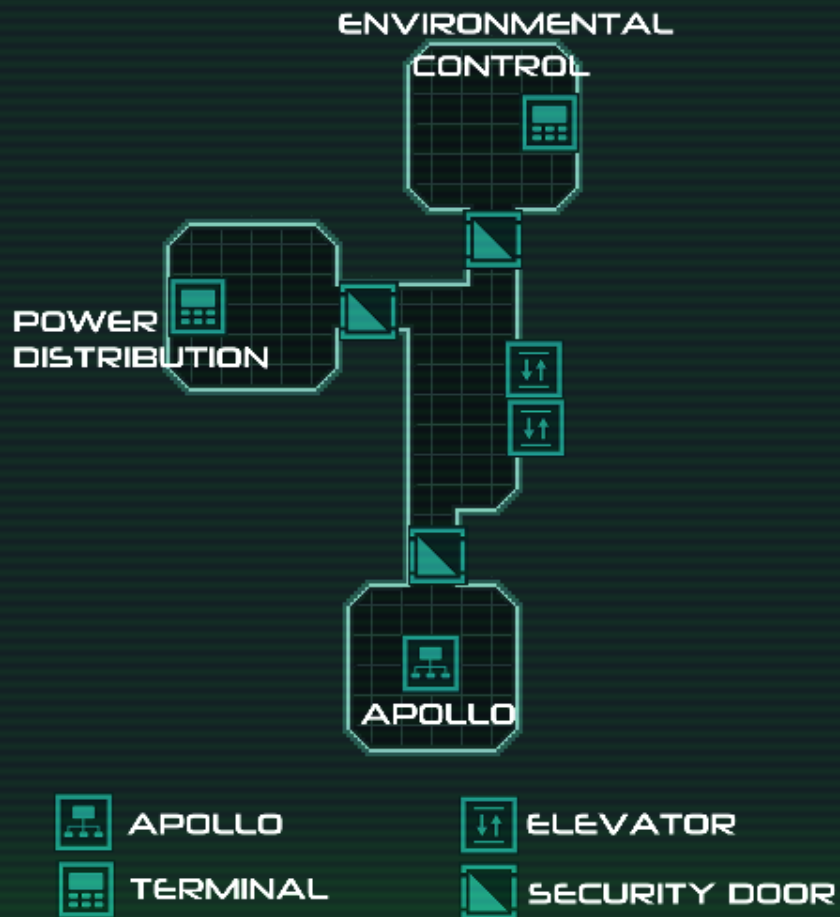 ENVIRONMENTAL
CONTROL
POWER
DISTRIBUTION
APOLLO
APOLLO
ELEVATOR
TERMINAL
SECURITY DOOR